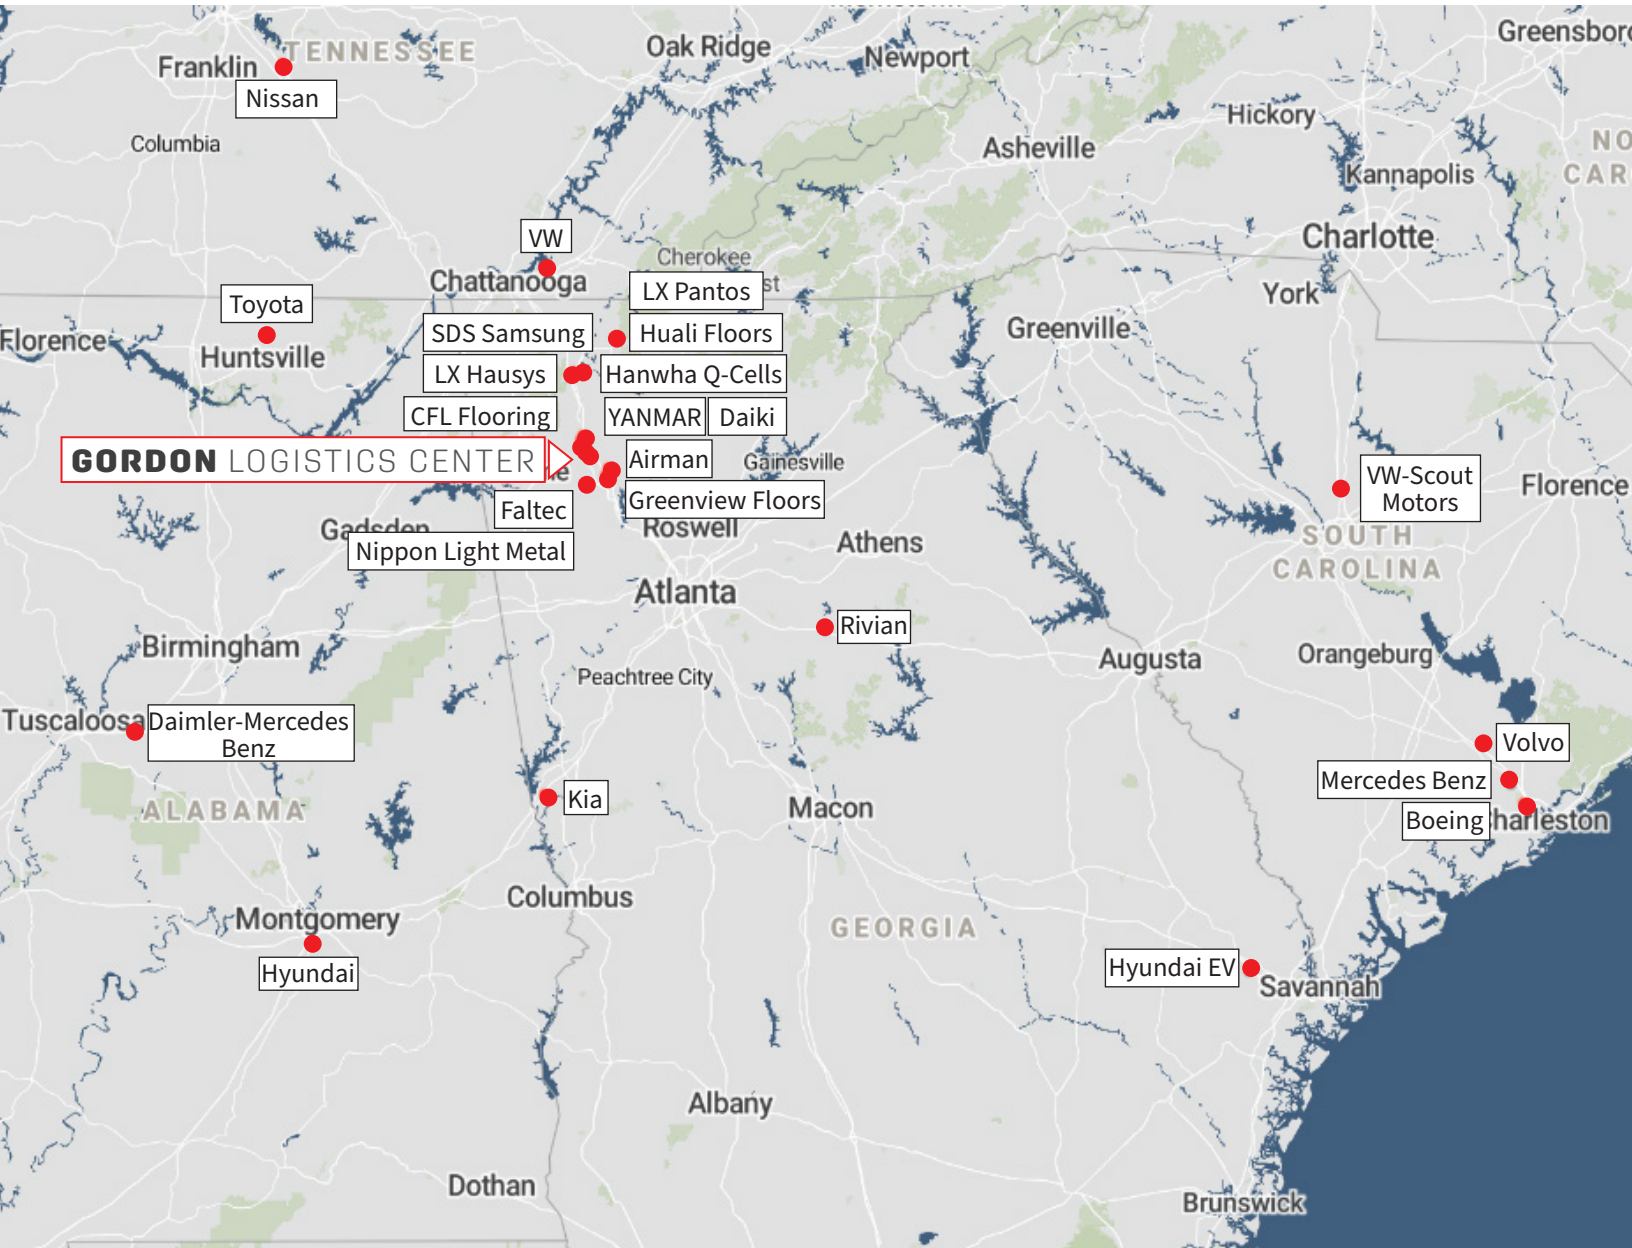 Oak Ridge
Newport
Greensboro
TENNESSEE
Franklin
Nissan
Hickory
Columbia
Asheville
NO
CAR
Kannapolis
VW
Charlotte
Cherokee
st
Chattanooga
LX Pantos
York
Toyota
SDS Samsung
Huali Floors
Greenville
Florence
Huntsville
LX Hausys
Hanwha Q-Cells
CFL Flooring
YANMAR
Daiki
GORDON LOGISTICS CENTER
e
Airman
Gainesville
VW-Scout
Motors
Florence
Faltec
Greenview Floors
Gadsden
Roswell
Athens
SOUTH
CAROLINA
Nippon Light Metal
Atlanta
Rivian
Birmingham
Augusta
Orangeburg
Peachtree City
Tuscaloosa
Daimler-Mercedes
Benz
Volvo
Mercedes Benz
Kia
ALABAMA
Macon
Boeing
harleston
Columbus
Montgomery
GEORGIA
Hyundai
Hyundai EV
Savannah
Albany
Dothan
Brunswick